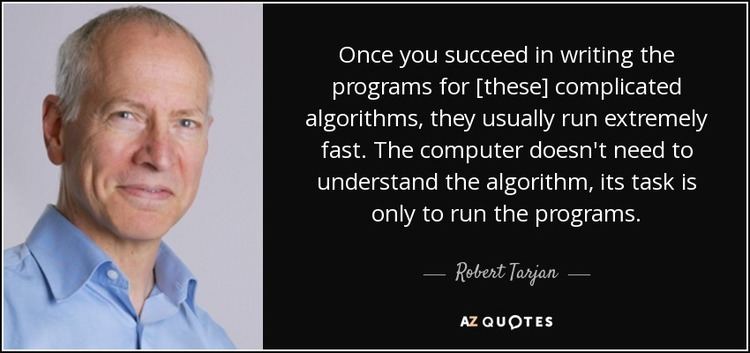 Once you succeed in writing the
programs for [these] complicated
algorithms, they usually run extremely
fast. The computer doesn't need to
understand the algorithm, its task is
only to run the programs.
Robert Tarjan
AZ QUOTES